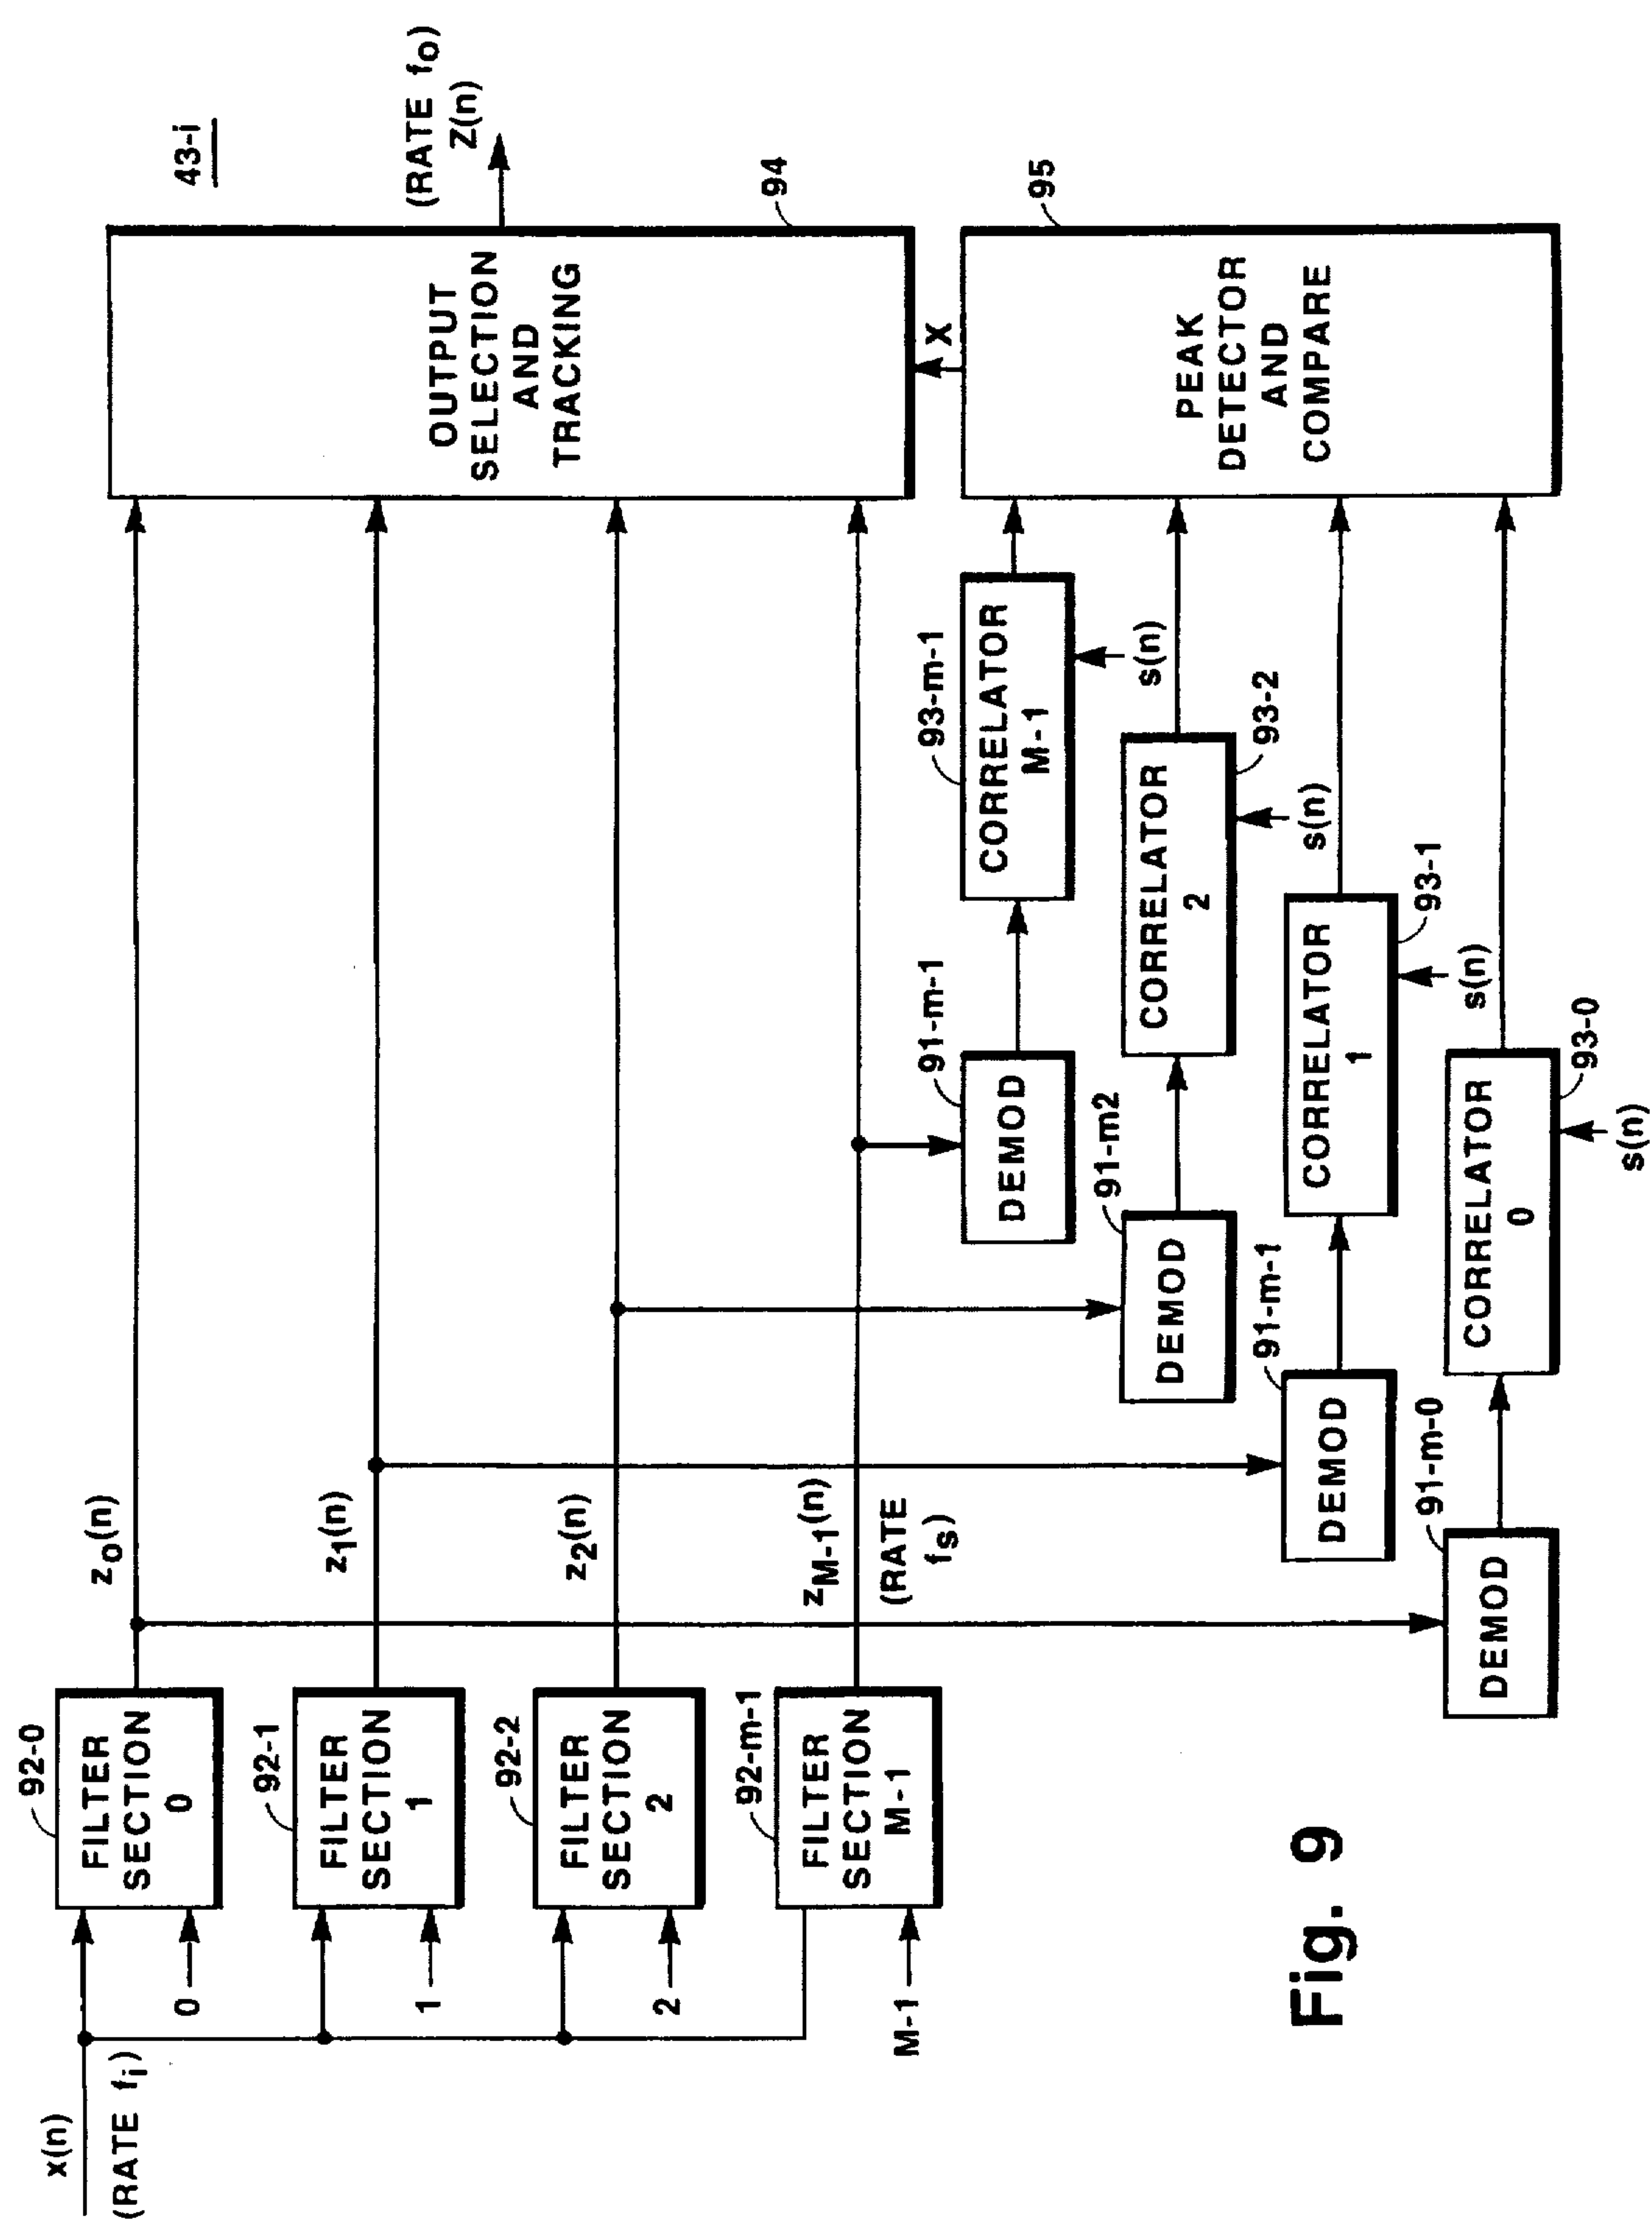 43-i
x(n)
(RATE fi)
92-0
FILTER
SECTION
0
0
z0(n)
92-1
FILTER
SECTION
1
1
z1(n)
92-2
FILTER
SECTION
2
2
z2(n)
92-m-1
FILTER
SECTION
M-1
M-1
zM-1(n)
(RATE
fs)
OUTPUT
SELECTION
AND
TRACKING
94
(RATE fo)
Z(n)
X
PEAK
DETECTOR
AND
COMPARE
95
91-m-1
DEMOD
93-m-1
CORRELATOR
M-1
s(n)
91-m2
DEMOD
CORRELATOR
2
93-2
s(n)
91-m-1
DEMOD
CORRELATOR
1
93-1
s(n)
91-m-0
DEMOD
CORRELATOR
0
93-0
s(n)
Fig. 9